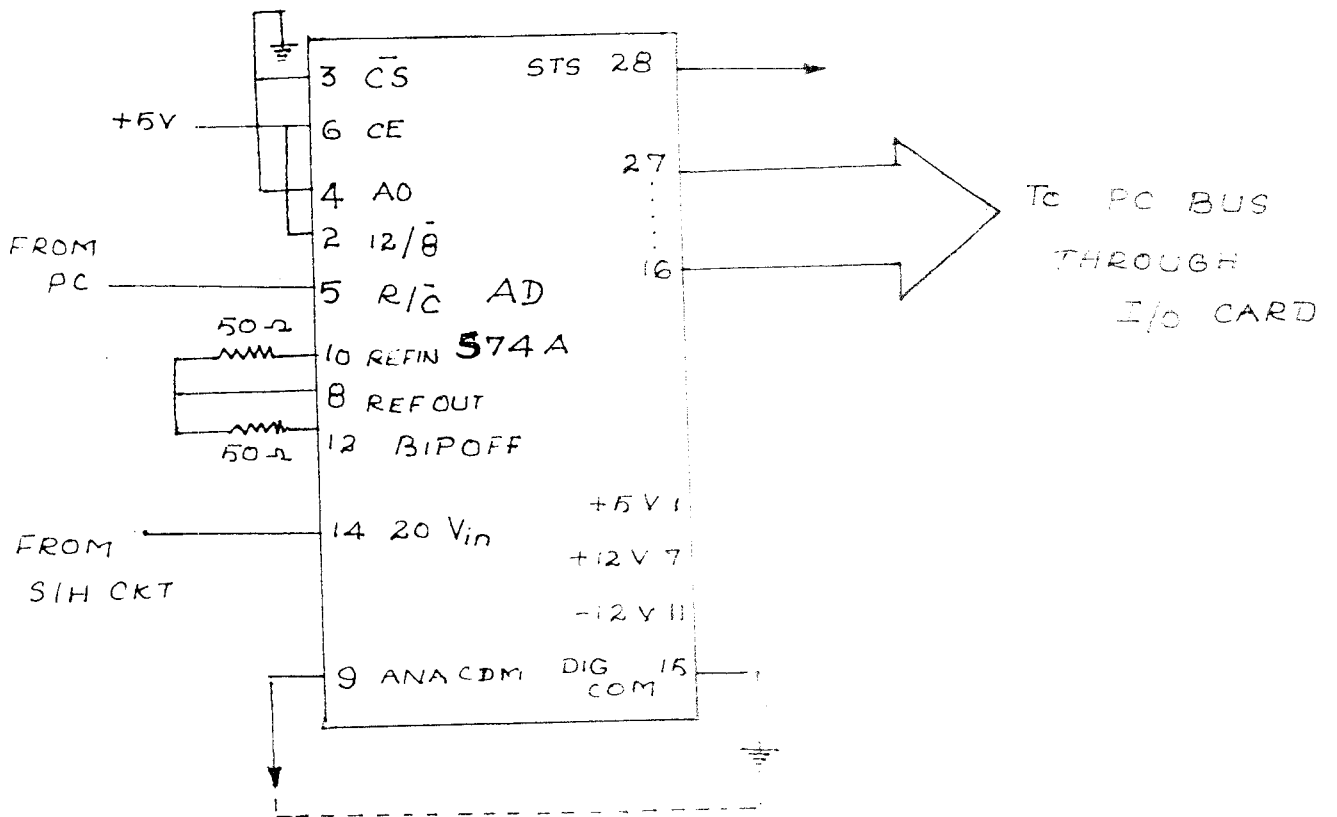 3 C̅S̅
STS 28
+5V
6 CE
27
4 A0
To PC BUS
2 12/8̅
THROUGH
FROM
PC
16
I/O CARD
5 R/C̅ AD
50Ω
10 REFIN 574A
8 REFOUT
50Ω
12 BIPOFF
+5V 1
14 20 Vin
FROM
S/H CKT
+12V 7
-12V 11
9 ANA COM
DIG 15
COM